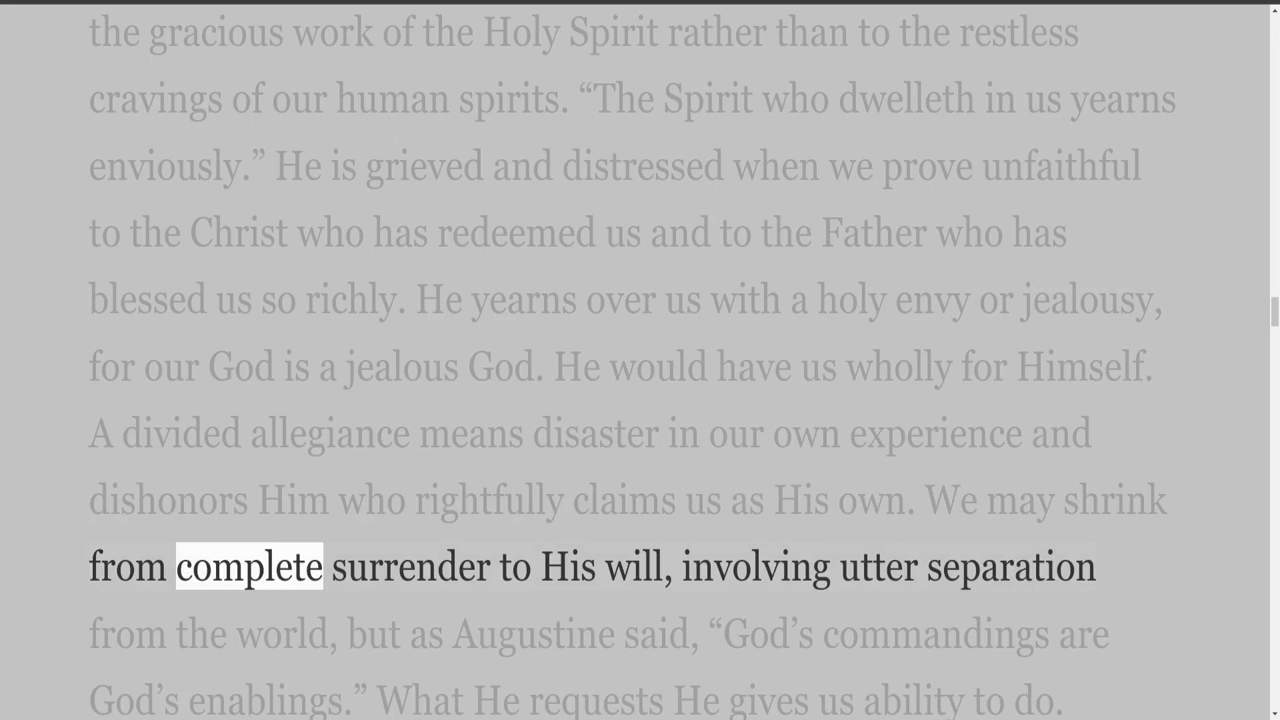 the gracious work of the Holy Spirit rather than to the restless
cravings of our human spirits. “The Spirit who dwelleth in us yearns
enviously.” He is grieved and distressed when we prove unfaithful
to the Christ who has redeemed us and to the Father who has
blessed us so richly. He yearns over us with a holy envy or jealousy,
for our God is a jealous God. He would have us wholly for Himself.
A divided allegiance means disaster in our own experience and
dishonors Him who rightfully claims us as His own. We may shrink
from complete surrender to His will, involving utter separation
from the world, but as Augustine said, “God’s commandings are
God’s enablings.” What He requests He gives us ability to do.